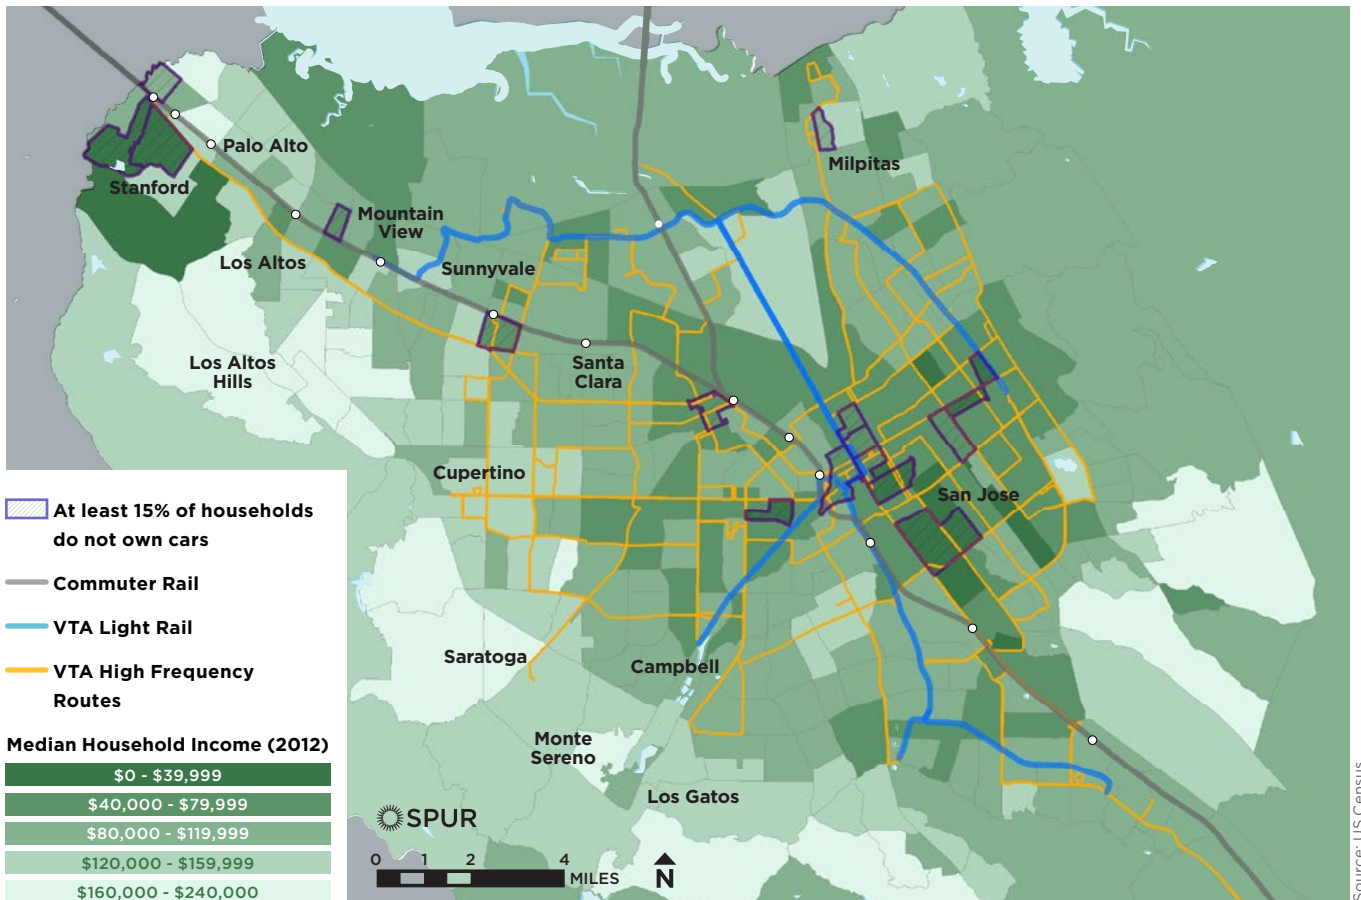 Palo Alto
Stanford
Mountain
View
Los Altos
Sunnyvale
Milpitas
Los Altos
Hills
Santa
Clara
Cupertino
San Jose
Saratoga
Campbell
Monte
Sereno
Los Gatos
At least 15% of households
do not own cars
Commuter Rail
VTA Light Rail
VTA High Frequency
Routes
Median Household Income (2012)
$0 - $39,999
$40,000 - $79,999
$80,000 - $119,999
$120,000 - $159,999
$160,000 - $240,000
SPUR
0 1 2 4
MILES
N
Source: US Census